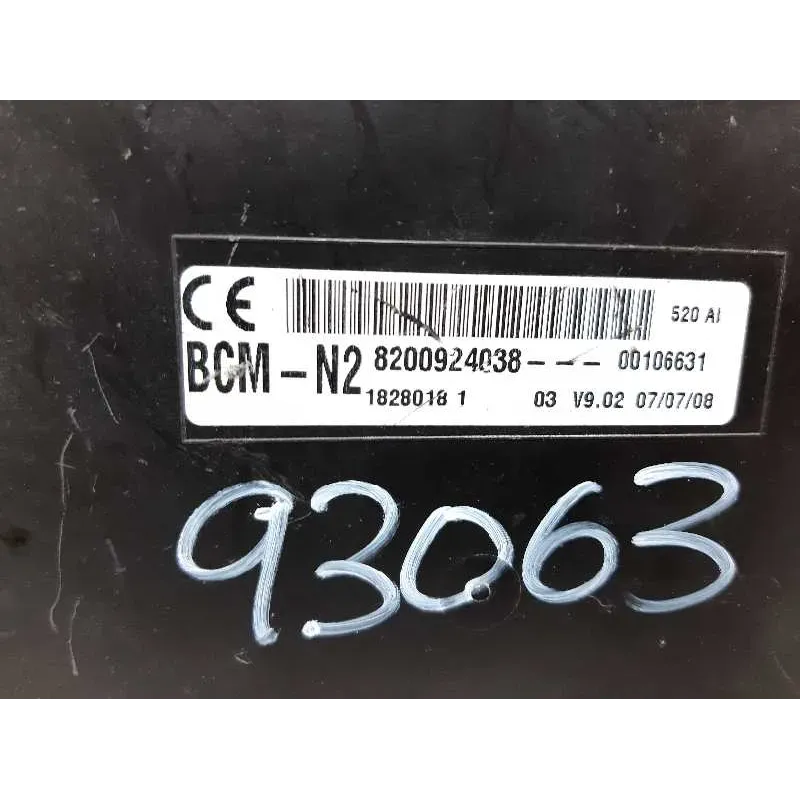 CE 520 AI
BCM-N2 8200924038--- 00106631
1828018 1 03 V9.02 07/07/08
93063